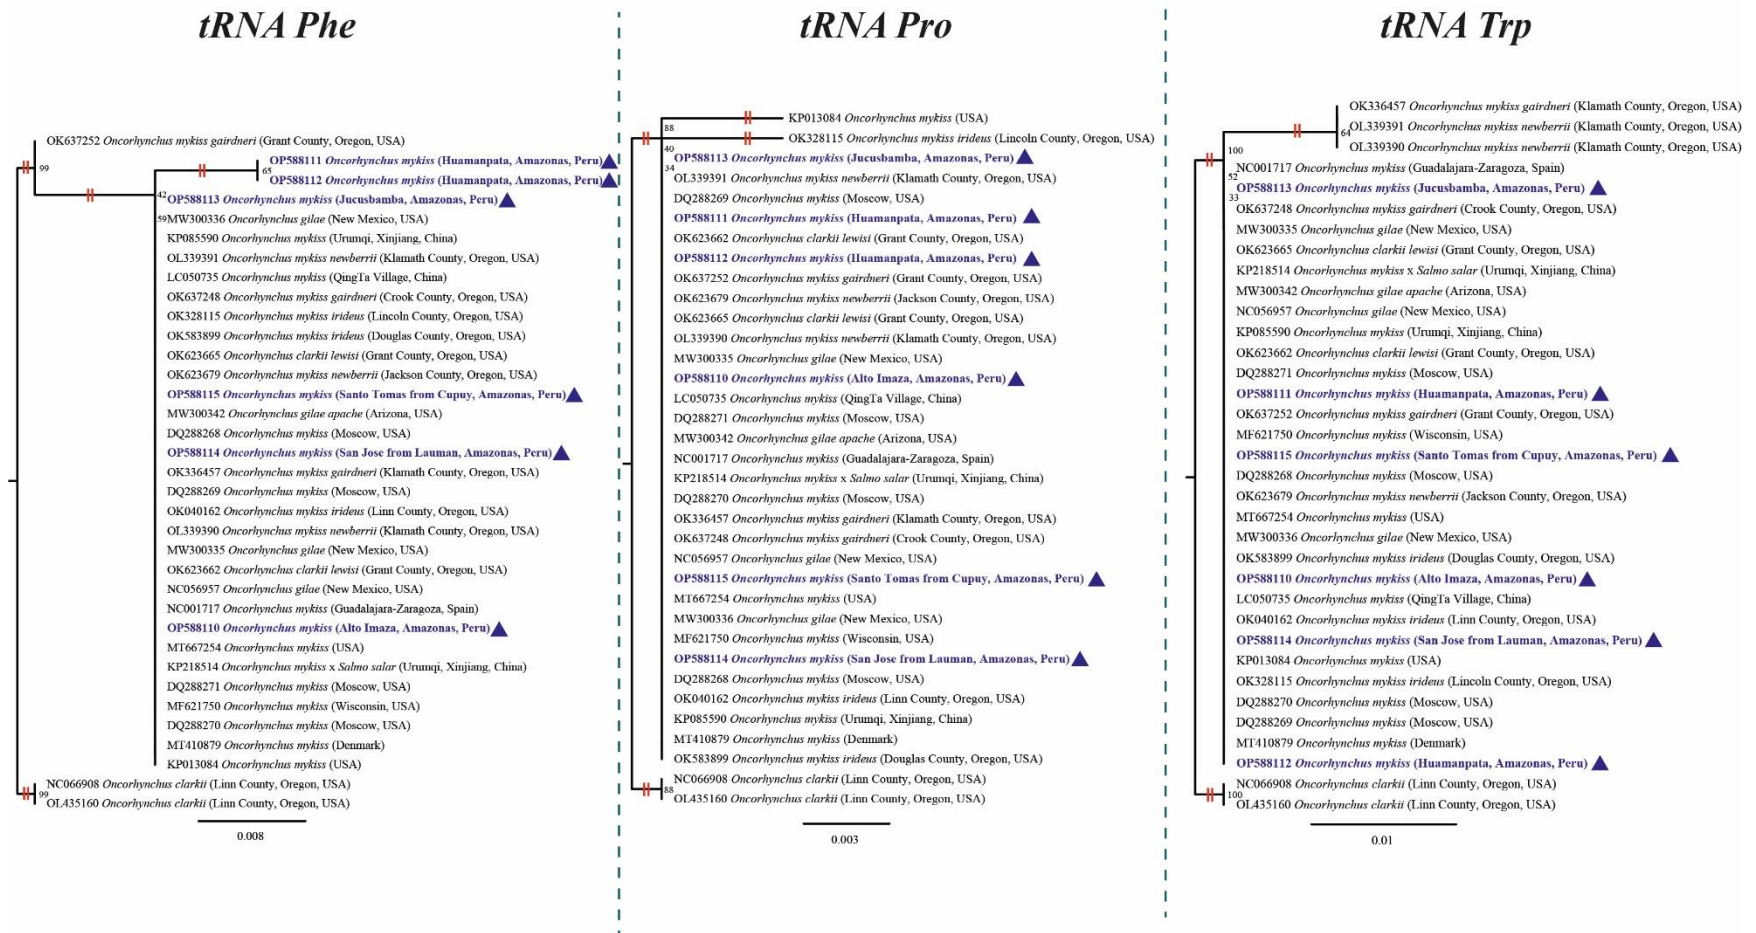 tRNA Phe
OK637252 Oncorhynchus mykiss gairdneri (Grant County, Oregon, USA)
99
OP588111 Oncorhynchus mykiss (Huamanpata, Amazonas, Peru)
65
OP588112 Oncorhynchus mykiss (Huamanpata, Amazonas, Peru)
42
OP588113 Oncorhynchus mykiss (Jucusbamba, Amazonas, Peru)
59
MW300336 Oncorhynchus gilae (New Mexico, USA)
KP085590 Oncorhynchus mykiss (Urumqi, Xinjiang, China)
OL339391 Oncorhynchus mykiss newberrii (Klamath County, Oregon, USA)
LC050735 Oncorhynchus mykiss (QingTa Village, China)
OK637248 Oncorhynchus mykiss gairdneri (Crook County, Oregon, USA)
OK328115 Oncorhynchus mykiss irideus (Lincoln County, Oregon, USA)
OK583899 Oncorhynchus mykiss irideus (Douglas County, Oregon, USA)
OK623665 Oncorhynchus clarkii lewisi (Grant County, Oregon, USA)
OK623679 Oncorhynchus mykiss newberrii (Jackson County, Oregon, USA)
OP588115 Oncorhynchus mykiss (Santo Tomas from Cupuy, Amazonas, Peru)
MW300342 Oncorhynchus gilae apache (Arizona, USA)
DQ288268 Oncorhynchus mykiss (Moscow, USA)
OP588114 Oncorhynchus mykiss (San Jose from Lauman, Amazonas, Peru)
OK336457 Oncorhynchus mykiss gairdneri (Klamath County, Oregon, USA)
DQ288269 Oncorhynchus mykiss (Moscow, USA)
OK040162 Oncorhynchus mykiss irideus (Linn County, Oregon, USA)
OL339390 Oncorhynchus mykiss newberrii (Klamath County, Oregon, USA)
MW300335 Oncorhynchus gilae (New Mexico, USA)
OK623662 Oncorhynchus clarkii lewisi (Grant County, Oregon, USA)
NC056957 Oncorhynchus gilae (New Mexico, USA)
NC001717 Oncorhynchus mykiss (Guadalajara-Zaragoza, Spain)
OP588110 Oncorhynchus mykiss (Alto Imaza, Amazonas, Peru)
MT667254 Oncorhynchus mykiss (USA)
KP218514 Oncorhynchus mykiss x Salmo salar (Urumqi, Xinjiang, China)
DQ288271 Oncorhynchus mykiss (Moscow, USA)
MF621750 Oncorhynchus mykiss (Wisconsin, USA)
DQ288270 Oncorhynchus mykiss (Moscow, USA)
MT410879 Oncorhynchus mykiss (Denmark)
KP013084 Oncorhynchus mykiss (USA)
NC066908 Oncorhynchus clarkii (Linn County, Oregon, USA)
99
OL435160 Oncorhynchus clarkii (Linn County, Oregon, USA)
0.008
tRNA Pro
KP013084 Oncorhynchus mykiss (USA)
88
OK328115 Oncorhynchus mykiss irideus (Lincoln County, Oregon, USA)
40
OP588113 Oncorhynchus mykiss (Jucusbamba, Amazonas, Peru)
34
OL339391 Oncorhynchus mykiss newberrii (Klamath County, Oregon, USA)
DQ288269 Oncorhynchus mykiss (Moscow, USA)
OP588111 Oncorhynchus mykiss (Huamanpata, Amazonas, Peru)
OK623662 Oncorhynchus clarkii lewisi (Grant County, Oregon, USA)
OP588112 Oncorhynchus mykiss (Huamanpata, Amazonas, Peru)
OK637252 Oncorhynchus mykiss gairdneri (Grant County, Oregon, USA)
OK623679 Oncorhynchus mykiss newberrii (Jackson County, Oregon, USA)
OK623665 Oncorhynchus clarkii lewisi (Grant County, Oregon, USA)
OL339390 Oncorhynchus mykiss newberrii (Klamath County, Oregon, USA)
MW300335 Oncorhynchus gilae (New Mexico, USA)
OP588110 Oncorhynchus mykiss (Alto Imaza, Amazonas, Peru)
LC050735 Oncorhynchus mykiss (QingTa Village, China)
DQ288271 Oncorhynchus mykiss (Moscow, USA)
MW300342 Oncorhynchus gilae apache (Arizona, USA)
NC001717 Oncorhynchus mykiss (Guadalajara-Zaragoza, Spain)
KP218514 Oncorhynchus mykiss x Salmo salar (Urumqi, Xinjiang, China)
DQ288270 Oncorhynchus mykiss (Moscow, USA)
OK336457 Oncorhynchus mykiss gairdneri (Klamath County, Oregon, USA)
OK637248 Oncorhynchus mykiss gairdneri (Crook County, Oregon, USA)
NC056957 Oncorhynchus gilae (New Mexico, USA)
OP588115 Oncorhynchus mykiss (Santo Tomas from Cupuy, Amazonas, Peru)
MT667254 Oncorhynchus mykiss (USA)
MW300336 Oncorhynchus gilae (New Mexico, USA)
MF621750 Oncorhynchus mykiss (Wisconsin, USA)
OP588114 Oncorhynchus mykiss (San Jose from Lauman, Amazonas, Peru)
DQ288268 Oncorhynchus mykiss (Moscow, USA)
OK040162 Oncorhynchus mykiss irideus (Linn County, Oregon, USA)
KP085590 Oncorhynchus mykiss (Urumqi, Xinjiang, China)
MT410879 Oncorhynchus mykiss (Denmark)
OK583899 Oncorhynchus mykiss irideus (Douglas County, Oregon, USA)
NC066908 Oncorhynchus clarkii (Linn County, Oregon, USA)
88
OL435160 Oncorhynchus clarkii (Linn County, Oregon, USA)
0.003
tRNA Trp
OK336457 Oncorhynchus mykiss gairdneri (Klamath County, Oregon, USA)
64
OL339391 Oncorhynchus mykiss newberrii (Klamath County, Oregon, USA)
OL339390 Oncorhynchus mykiss newberrii (Klamath County, Oregon, USA)
100
NC001717 Oncorhynchus mykiss (Guadalajara-Zaragoza, Spain)
52
OP588113 Oncorhynchus mykiss (Jucusbamba, Amazonas, Peru)
33
OK637248 Oncorhynchus mykiss gairdneri (Crook County, Oregon, USA)
MW300335 Oncorhynchus gilae (New Mexico, USA)
OK623665 Oncorhynchus clarkii lewisi (Grant County, Oregon, USA)
KP218514 Oncorhynchus mykiss x Salmo salar (Urumqi, Xinjiang, China)
MW300342 Oncorhynchus gilae apache (Arizona, USA)
NC056957 Oncorhynchus gilae (New Mexico, USA)
KP085590 Oncorhynchus mykiss (Urumqi, Xinjiang, China)
OK623662 Oncorhynchus clarkii lewisi (Grant County, Oregon, USA)
DQ288271 Oncorhynchus mykiss (Moscow, USA)
OP588111 Oncorhynchus mykiss (Huamanpata, Amazonas, Peru)
OK637252 Oncorhynchus mykiss gairdneri (Grant County, Oregon, USA)
MF621750 Oncorhynchus mykiss (Wisconsin, USA)
OP588115 Oncorhynchus mykiss (Santo Tomas from Cupuy, Amazonas, Peru)
DQ288268 Oncorhynchus mykiss (Moscow, USA)
OK623679 Oncorhynchus mykiss newberrii (Jackson County, Oregon, USA)
MT667254 Oncorhynchus mykiss (USA)
MW300336 Oncorhynchus gilae (New Mexico, USA)
OK583899 Oncorhynchus mykiss irideus (Douglas County, Oregon, USA)
OP588110 Oncorhynchus mykiss (Alto Imaza, Amazonas, Peru)
LC050735 Oncorhynchus mykiss (QingTa Village, China)
OK040162 Oncorhynchus mykiss irideus (Linn County, Oregon, USA)
OP588114 Oncorhynchus mykiss (San Jose from Lauman, Amazonas, Peru)
KP013084 Oncorhynchus mykiss (USA)
OK328115 Oncorhynchus mykiss irideus (Lincoln County, Oregon, USA)
DQ288270 Oncorhynchus mykiss (Moscow, USA)
DQ288269 Oncorhynchus mykiss (Moscow, USA)
MT410879 Oncorhynchus mykiss (Denmark)
OP588112 Oncorhynchus mykiss (Huamanpata, Amazonas, Peru)
NC066908 Oncorhynchus clarkii (Linn County, Oregon, USA)
100
OL435160 Oncorhynchus clarkii (Linn County, Oregon, USA)
0.01